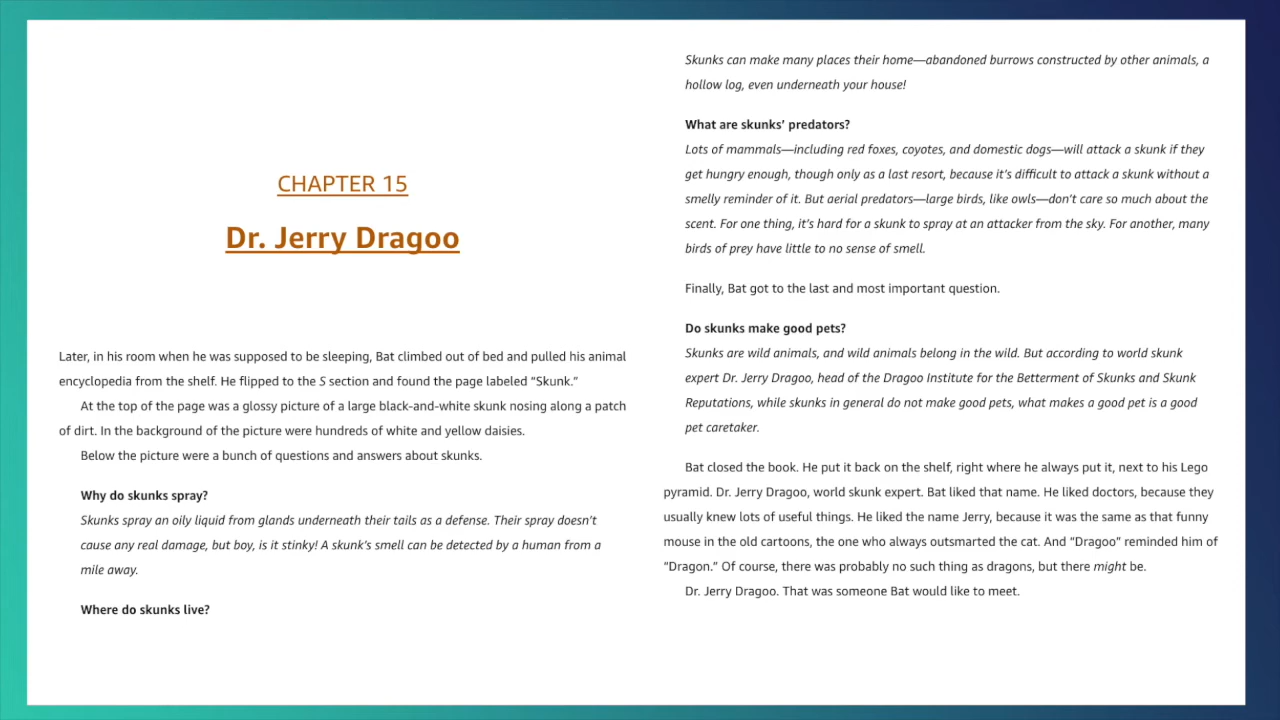 CHAPTER 15
Dr. Jerry Dragoo
Later, in his room when he was supposed to be sleeping, Bat climbed out of bed and pulled his animal
encyclopedia from the shelf. He flipped to the S section and found the page labeled “Skunk.”
At the top of the page was a glossy picture of a large black-and-white skunk nosing along a patch
of dirt. In the background of the picture were hundreds of white and yellow daisies.
Below the picture were a bunch of questions and answers about skunks.
Why do skunks spray?
Skunks spray an oily liquid from glands underneath their tails as a defense. Their spray doesn’t
cause any real damage, but boy, is it stinky! A skunk’s smell can be detected by a human from a
mile away.
Where do skunks live?
Skunks can make many places their home—abandoned burrows constructed by other animals, a
hollow log, even underneath your house!
What are skunks’ predators?
Lots of mammals—including red foxes, coyotes, and domestic dogs—will attack a skunk if they
get hungry enough, though only as a last resort, because it’s difficult to attack a skunk without a
smelly reminder of it. But aerial predators—large birds, like owls—don’t care so much about the
scent. For one thing, it’s hard for a skunk to spray at an attacker from the sky. For another, many
birds of prey have little to no sense of smell.
Finally, Bat got to the last and most important question.
Do skunks make good pets?
Skunks are wild animals, and wild animals belong in the wild. But according to world skunk
expert Dr. Jerry Dragoo, head of the Dragoo Institute for the Betterment of Skunks and Skunk
Reputations, while skunks in general do not make good pets, what makes a good pet is a good
pet caretaker.
Bat closed the book. He put it back on the shelf, right where he always put it, next to his Lego
pyramid. Dr. Jerry Dragoo, world skunk expert. Bat liked that name. He liked doctors, because they
usually knew lots of useful things. He liked the name Jerry, because it was the same as that funny
mouse in the old cartoons, the one who always outsmarted the cat. And “Dragoo” reminded him of
“Dragon.” Of course, there was probably no such thing as dragons, but there might be.
Dr. Jerry Dragoo. That was someone Bat would like to meet.